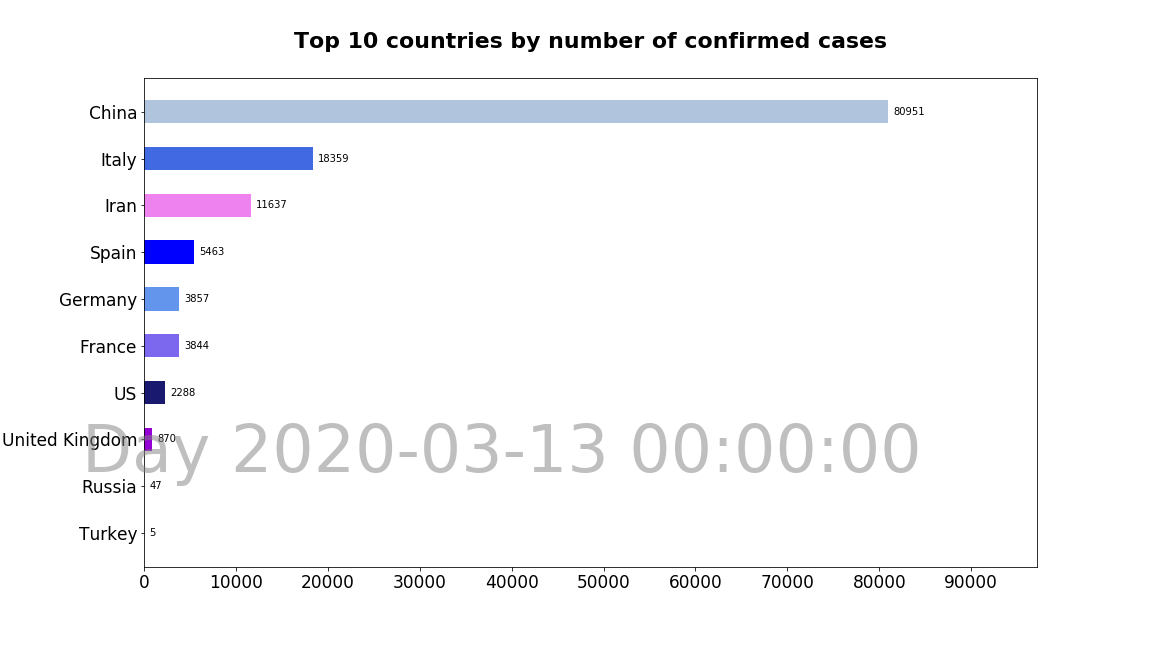 Top 10 countries by number of confirmed cases
China 80951
Italy 18359
Iran 11637
Spain 5463
Germany 3857
France 3844
US 2288
United Kingdom 870
Day 2020-03-13 00:00:00
Russia 47
Turkey 5
0 10000 20000 30000 40000 50000 60000 70000 80000 90000